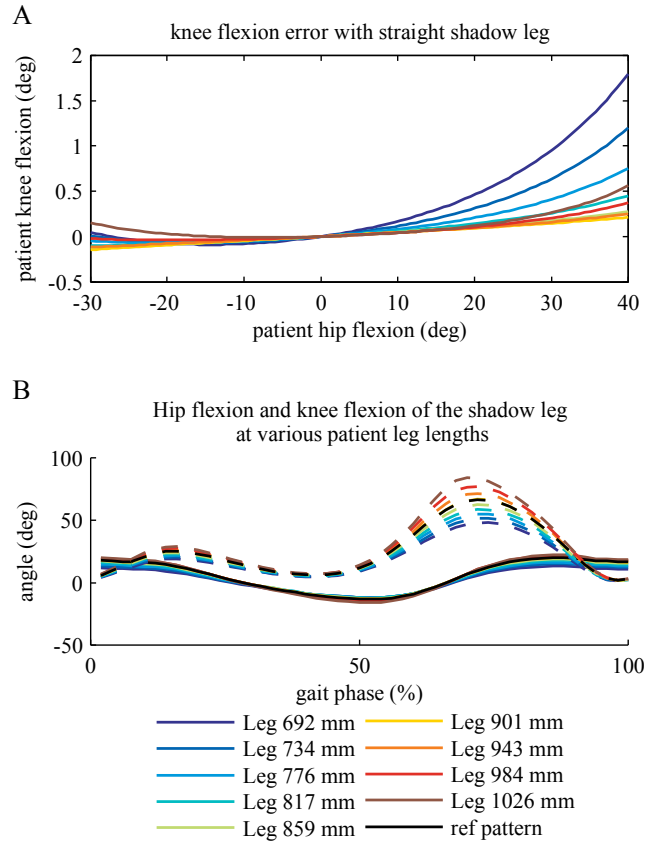 A
knee flexion error with straight shadow leg
patient knee flexion (deg)
2
1.5
1
0.5
0
-0.5
-30 -20 -10 0 10 20 30 40
patient hip flexion (deg)
B
Hip flexion and knee flexion of the shadow leg
at various patient leg lengths
angle (deg)
100
50
0
-50
0 50 100
gait phase (%)
Leg 692 mm Leg 901 mm
Leg 734 mm Leg 943 mm
Leg 776 mm Leg 984 mm
Leg 817 mm Leg 1026 mm
Leg 859 mm ref pattern